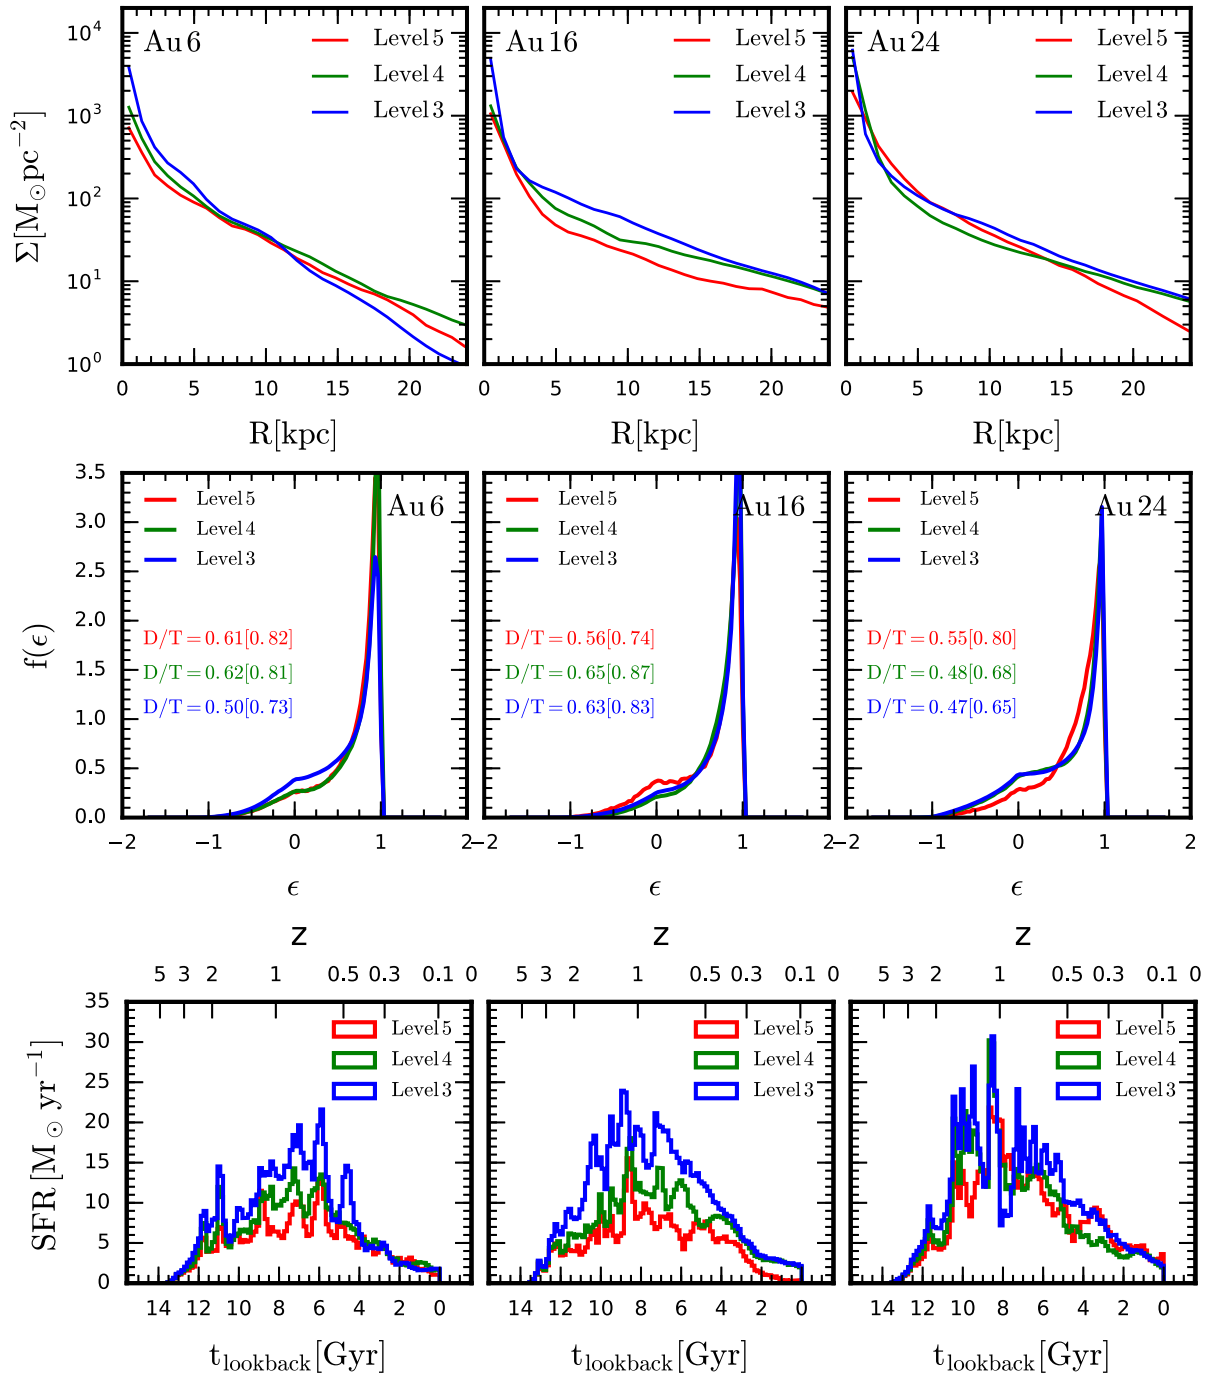 Au 6
Level 5
Level 4
Level 3
Au 16
Level 5
Level 4
Level 3
Au 24
Level 5
Level 4
Level 3
10^4
10^3
10^2
10^1
10^0
Σ[M⊙pc^−2]
0 5 10 15 20
0 5 10 15 20
0 5 10 15 20
R[kpc]
R[kpc]
R[kpc]
3.5
3.0
2.5
2.0
1.5
1.0
0.5
0.0
f(ϵ)
Level 5
Level 4
Level 3
Au 6
D/T=0.61[0.82]
D/T=0.62[0.81]
D/T=0.50[0.73]
Level 5
Level 4
Level 3
Au 16
D/T=0.56[0.74]
D/T=0.65[0.87]
D/T=0.63[0.83]
Level 5
Level 4
Level 3
Au 24
D/T=0.55[0.80]
D/T=0.48[0.68]
D/T=0.47[0.65]
−2 −1 0 1 2
−2 −1 0 1 2
−2 −1 0 1 2
ϵ
ϵ
ϵ
z
z
z
5 3 2 1 0.5 0.3 0.1 0
5 3 2 1 0.5 0.3 0.1 0
5 3 2 1 0.5 0.3 0.1 0
35
30
25
20
15
10
5
0
SFR[M⊙ yr^−1]
Level 5
Level 4
Level 3
Level 5
Level 4
Level 3
Level 5
Level 4
Level 3
14 12 10 8 6 4 2 0
14 12 10 8 6 4 2 0
14 12 10 8 6 4 2 0
t_lookback[Gyr]
t_lookback[Gyr]
t_lookback[Gyr]